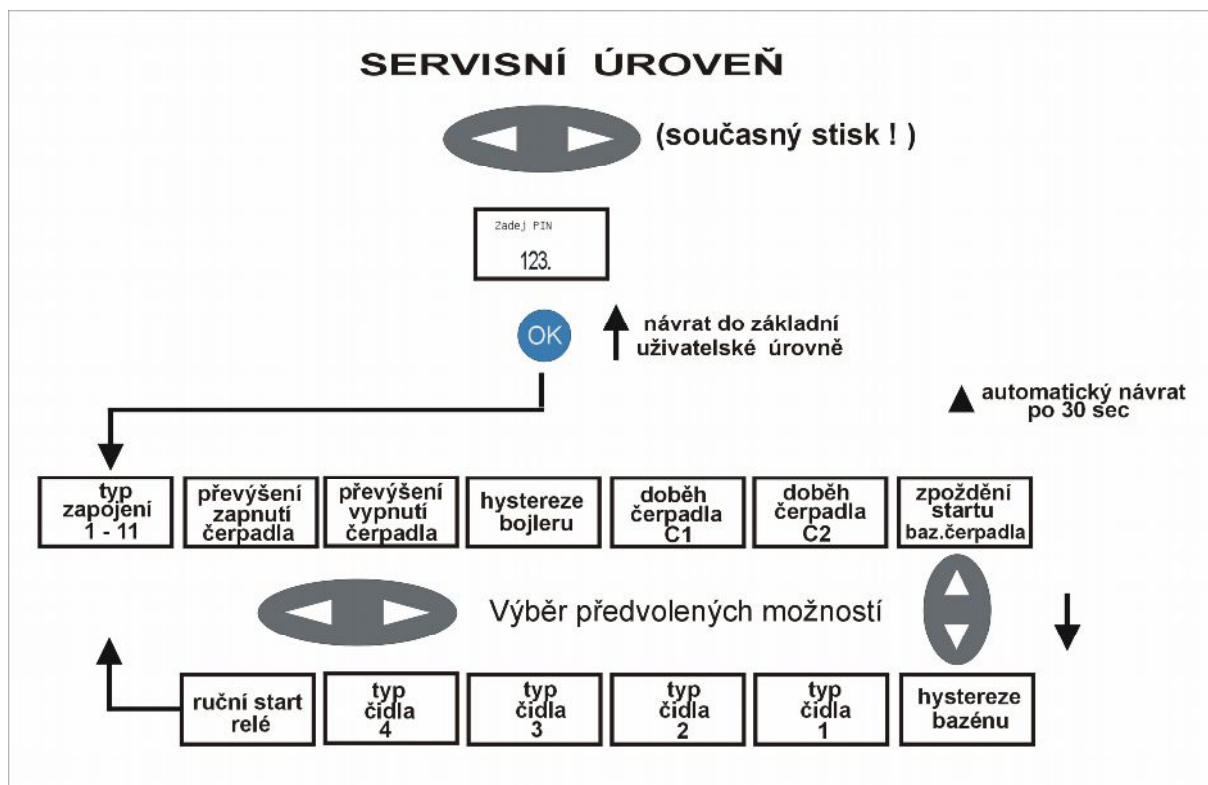 SERVISNÍ ÚROVEŇ
(současný stisk ! )
Zadej PIN
123.
OK
návrat do základní
uživatelské úrovně
automatický návrat
po 30 sec
typ
zapojení
1 - 11
převýšení
zapnutí
čerpadla
převýšení
vypnutí
čerpadla
hystereze
bojleru
doběh
čerpadla
C1
doběh
čerpadla
C2
zpoždění
startu
baz.čerpadla
Výběr předvolených možností
ruční start
relé
typ
čidla
4
typ
čidla
3
typ
čidla
2
typ
čidla
1
hystereze
bazénu